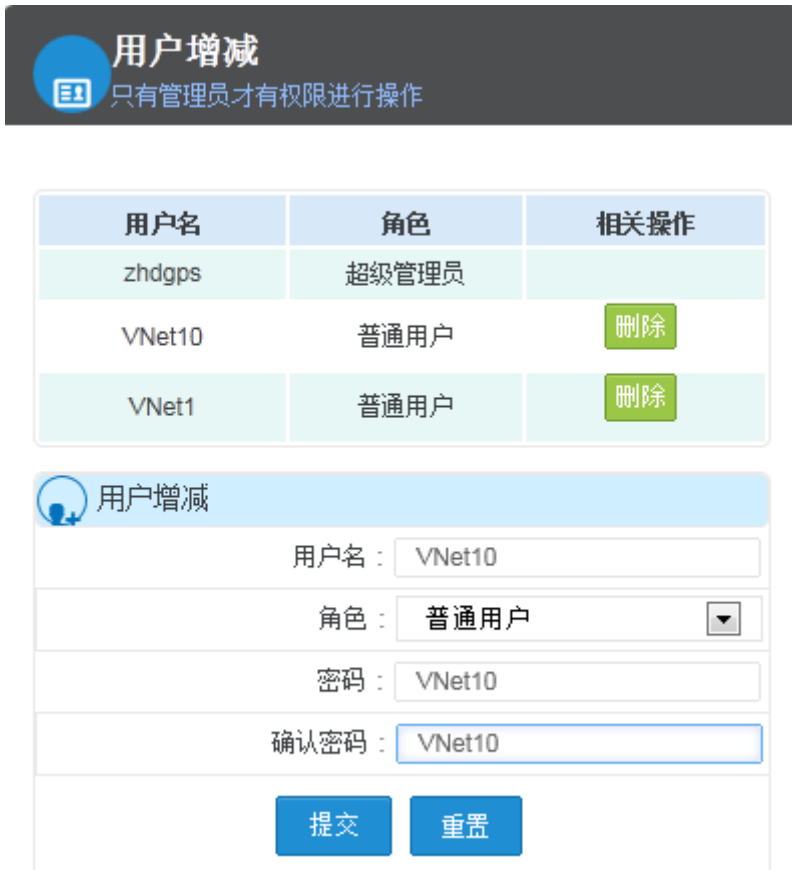 用户增减
只有管理员才有权限进行操作
用户名 角色 相关操作
zhdgps 超级管理员
VNet10 普通用户 删除
VNet1 普通用户 删除
用户增减
用户名： VNet10
角色： 普通用户
密码： VNet10
确认密码： VNet10
提交 重置